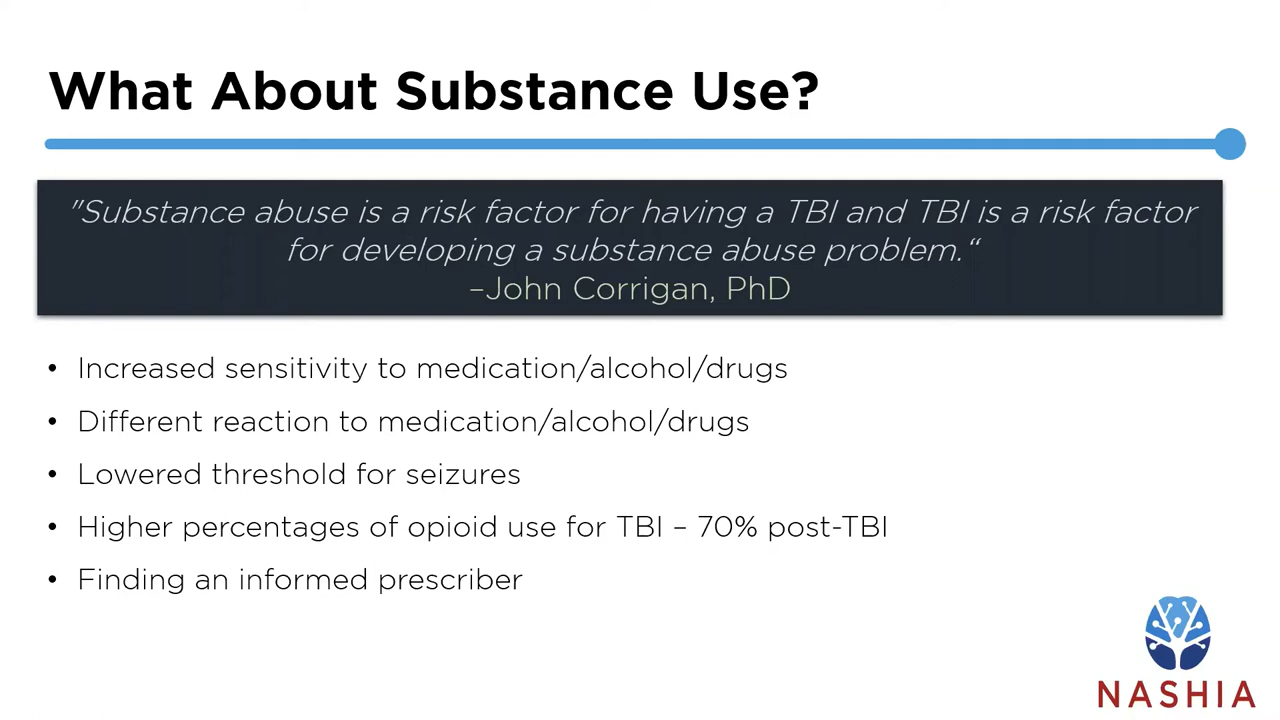 What About Substance Use?
"Substance abuse is a risk factor for having a TBI and TBI is a risk factor
for developing a substance abuse problem.“
–John Corrigan, PhD
• Increased sensitivity to medication/alcohol/drugs
• Different reaction to medication/alcohol/drugs
• Lowered threshold for seizures
• Higher percentages of opioid use for TBI – 70% post-TBI
• Finding an informed prescriber
NASHIA